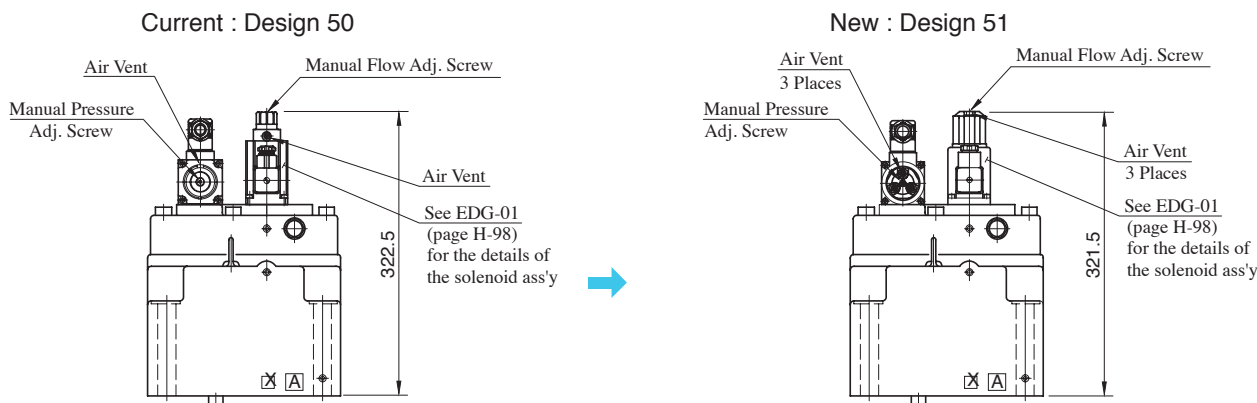 Current : Design 50
Air Vent
Manual Flow Adj. Screw
Manual Pressure
Adj. Screw
Air Vent
See EDG-01
(page H-98)
for the details of
the solenoid ass'y
322.5
X A
New : Design 51
Air Vent
3 Places
Manual Flow Adj. Screw
Manual Pressure
Adj. Screw
Air Vent
3 Places
See EDG-01
(page H-98)
for the details of
the solenoid ass'y
321.5
X A